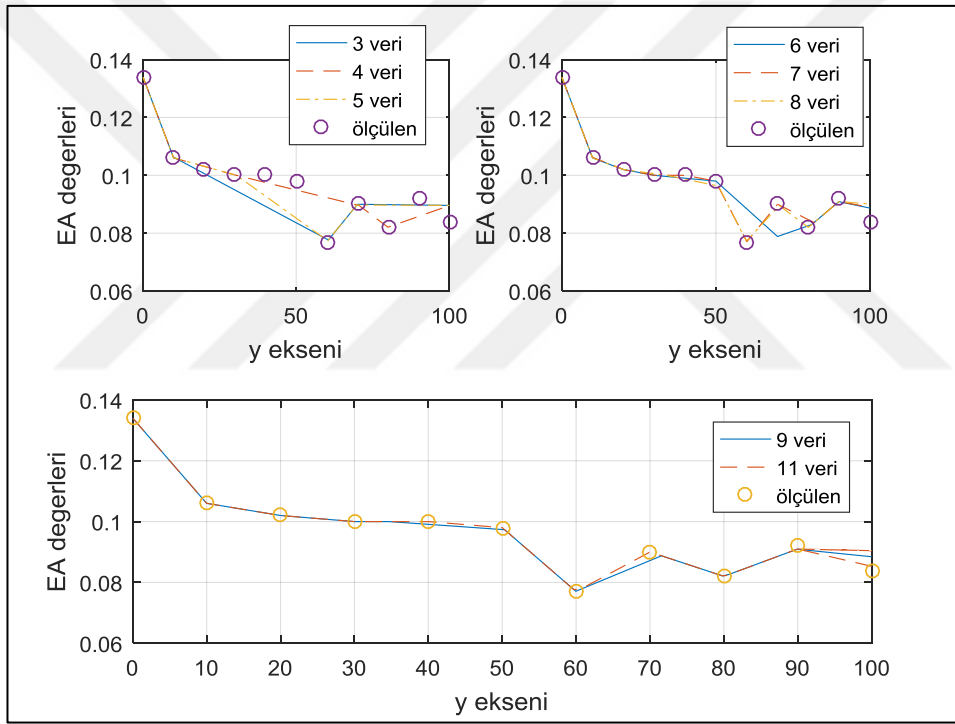 3 veri
4 veri
5 veri
ölçülen
0.14
0.12
0.1
0.08
0.06
EA degerleri
0
50
100
y ekseni
6 veri
7 veri
8 veri
ölçülen
0.14
0.12
0.1
0.08
0.06
EA degerleri
0
50
100
y ekseni
9 veri
11 veri
ölçülen
0.14
0.12
0.1
0.08
0.06
EA degerleri
0 10 20 30 40 50 60 70 80 90 100
y ekseni